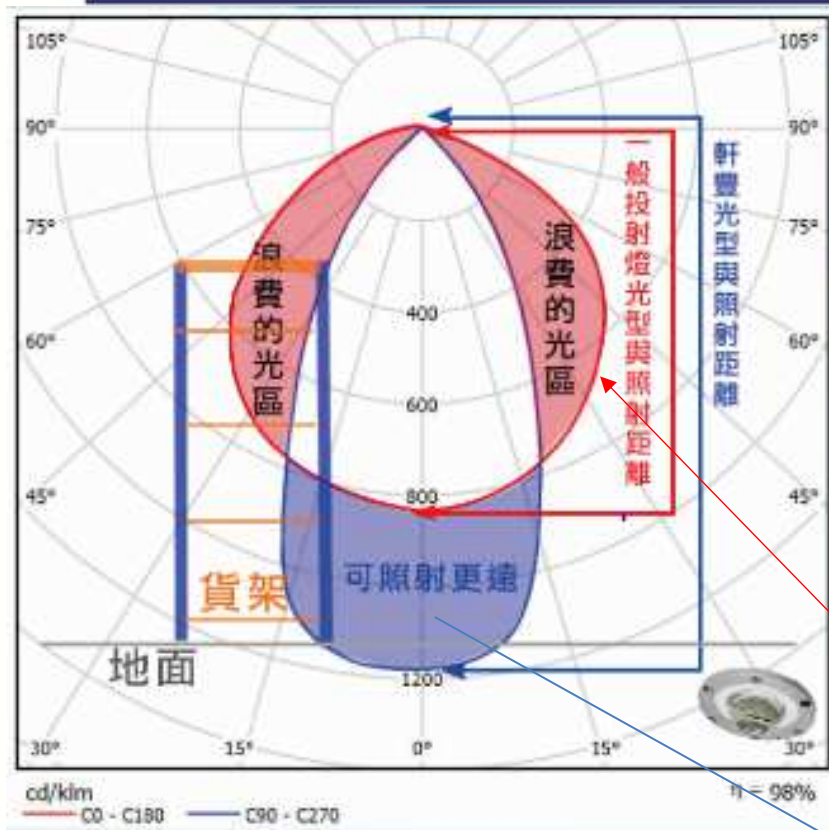 105°
105°
90°
90°
75°
75°
60°
60°
45°
45°
30°
15°
0°
15°
30°
400
600
800
1200
浪費的光區
浪費的光區
一般投射燈光型與照射距離
軒豐光型與照射距離
可照射更遠
貨架
地面
cd/klm
η = 98%
C0 - C180
C90 - C270